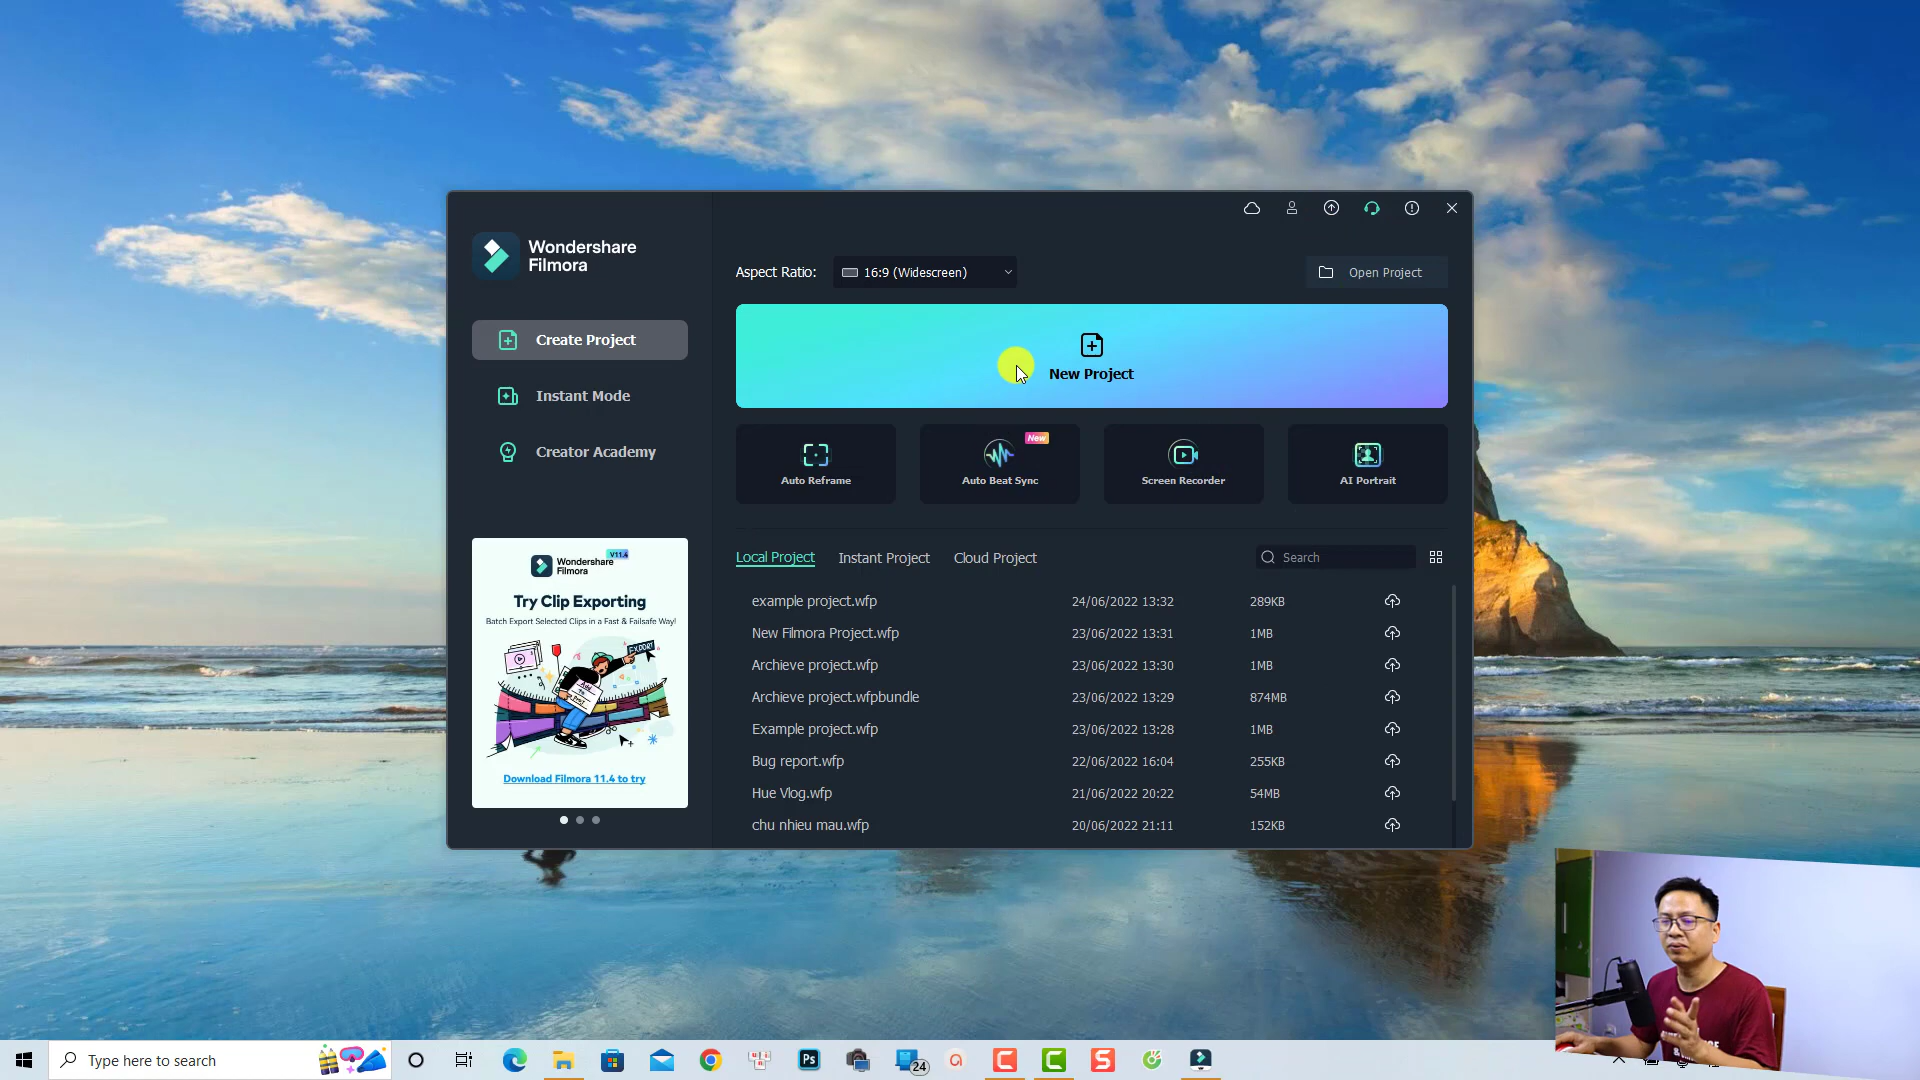 Wondershare
Filmora
Aspect Ratio: 16:9 (Widescreen) Open Project
Create Project
New Project
Instant Mode
Creator Academy
New
Auto Reframe Auto Beat Sync Screen Recorder AI Portrait
Local Project Instant Project Cloud Project Search
example project.wfp 24/06/2022 13:32 289KB
New Filmora Project.wfp 23/06/2022 13:31 1MB
Archieve project.wfp 23/06/2022 13:30 1MB
Archieve project.wfpbundle 23/06/2022 13:29 874MB
Example project.wfp 23/06/2022 13:28 1MB
Bug report.wfp 22/06/2022 16:04 255KB
Hue Vlog.wfp 21/06/2022 20:22 54MB
chu nhieu mau.wfp 20/06/2022 21:11 152KB
V11.4
Wondershare
Filmora
Try Clip Exporting
Batch Export Selected Clips in a Fast & Failsafe Way!
EXPORT
Download Filmora 11.4 to try
Type here to search
Ps
24